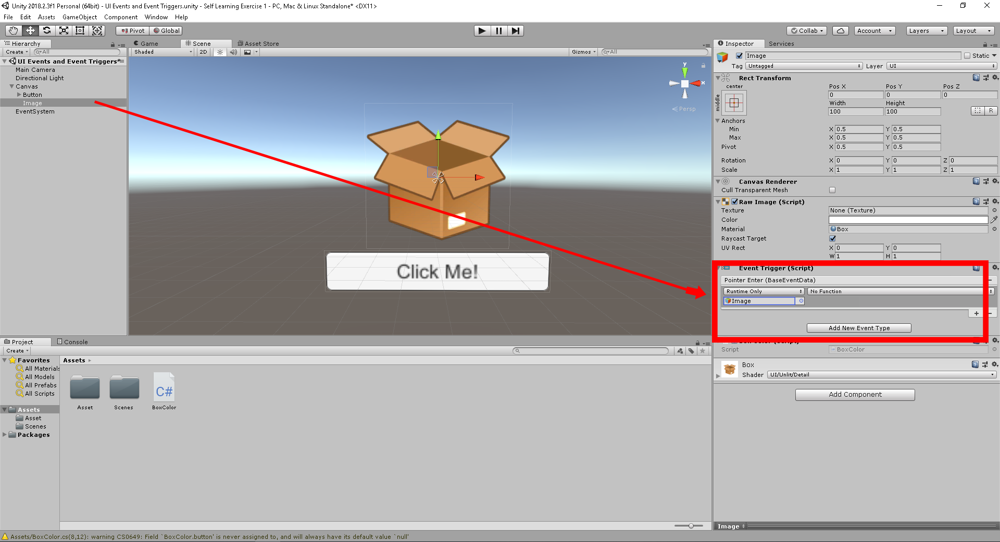 Unity 2018.2.3f1 Personal (64bit) - UI Events and Event Triggers.unity - Self Learning Exercise 1 - PC, Mac & Linux Standalone* <DX11>
File Edit Assets GameObject Component Window Help
Pivot Global Collab Account Layers Layout
Hierarchy Game Scene Asset Store Inspector Services
Create All Shaded 2D Gizmos All
UI Events and Event Triggers*
Main Camera
Directional Light
Canvas
Button
Image
EventSystem
y
x
Persp
Click Me!
Image Static
Tag Untagged Layer UI
Rect Transform
center
middle
Pos X Pos Y Pos Z
0 0 0
Width Height
100 100 R
Anchors
Min X 0.5 Y 0.5
Max X 0.5 Y 0.5
Pivot X 0.5 Y 0.5
Rotation X 0 Y 0 Z 0
Scale X 1 Y 1 Z 1
Canvas Renderer
Cull Transparent Mesh
Raw Image (Script)
Texture None (Texture)
Color
Material Box
Raycast Target
UV Rect X 0 Y 0
W 1 H 1
Event Trigger (Script)
Pointer Enter (BaseEventData)
Runtime Only No Function
Image
Add New Event Type
Script BoxColor
Box
Shader UI/Unlit/Detail
Add Component
Image
Project Console
Create
Favorites
All Materials
All Models
All Prefabs
All Scripts
Assets
Asset
Scenes
Packages
Assets
C#
Asset Scenes BoxColor
Assets/BoxColor.cs(8,12): warning CS0649: Field `BoxColor.button' is never assigned to, and will always have its default value `null'